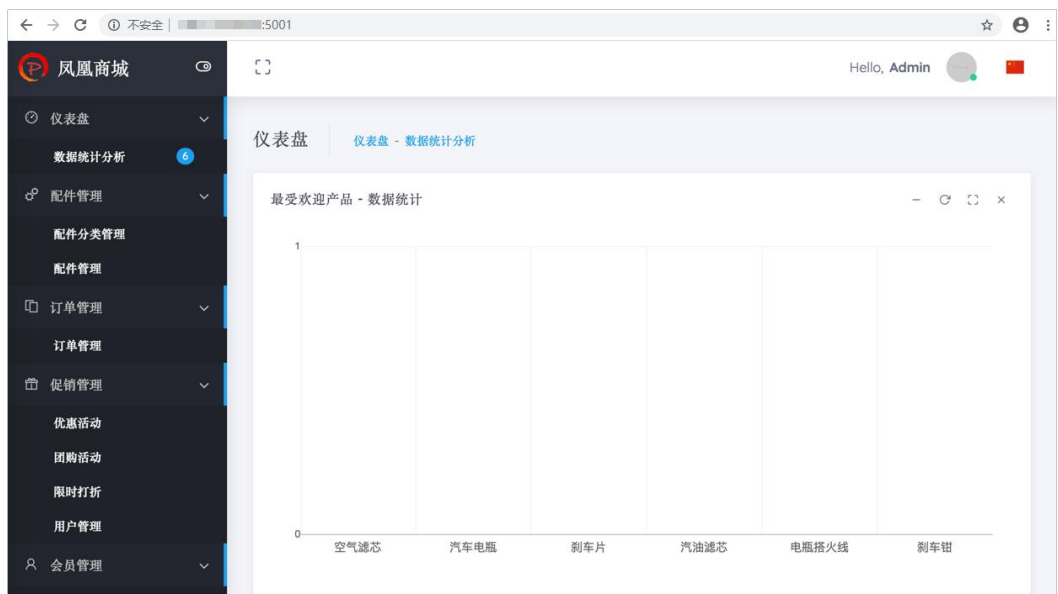 不安全 | :5001
凤凰商城
Hello, Admin
仪表盘
数据统计分析 6
配件管理
配件分类管理
配件管理
订单管理
订单管理
促销管理
优惠活动
团购活动
限时打折
用户管理
会员管理
仪表盘 仪表盘 - 数据统计分析
最受欢迎产品 - 数据统计
1
0
空气滤芯 汽车电瓶 刹车片 汽油滤芯 电瓶搭火线 刹车钳